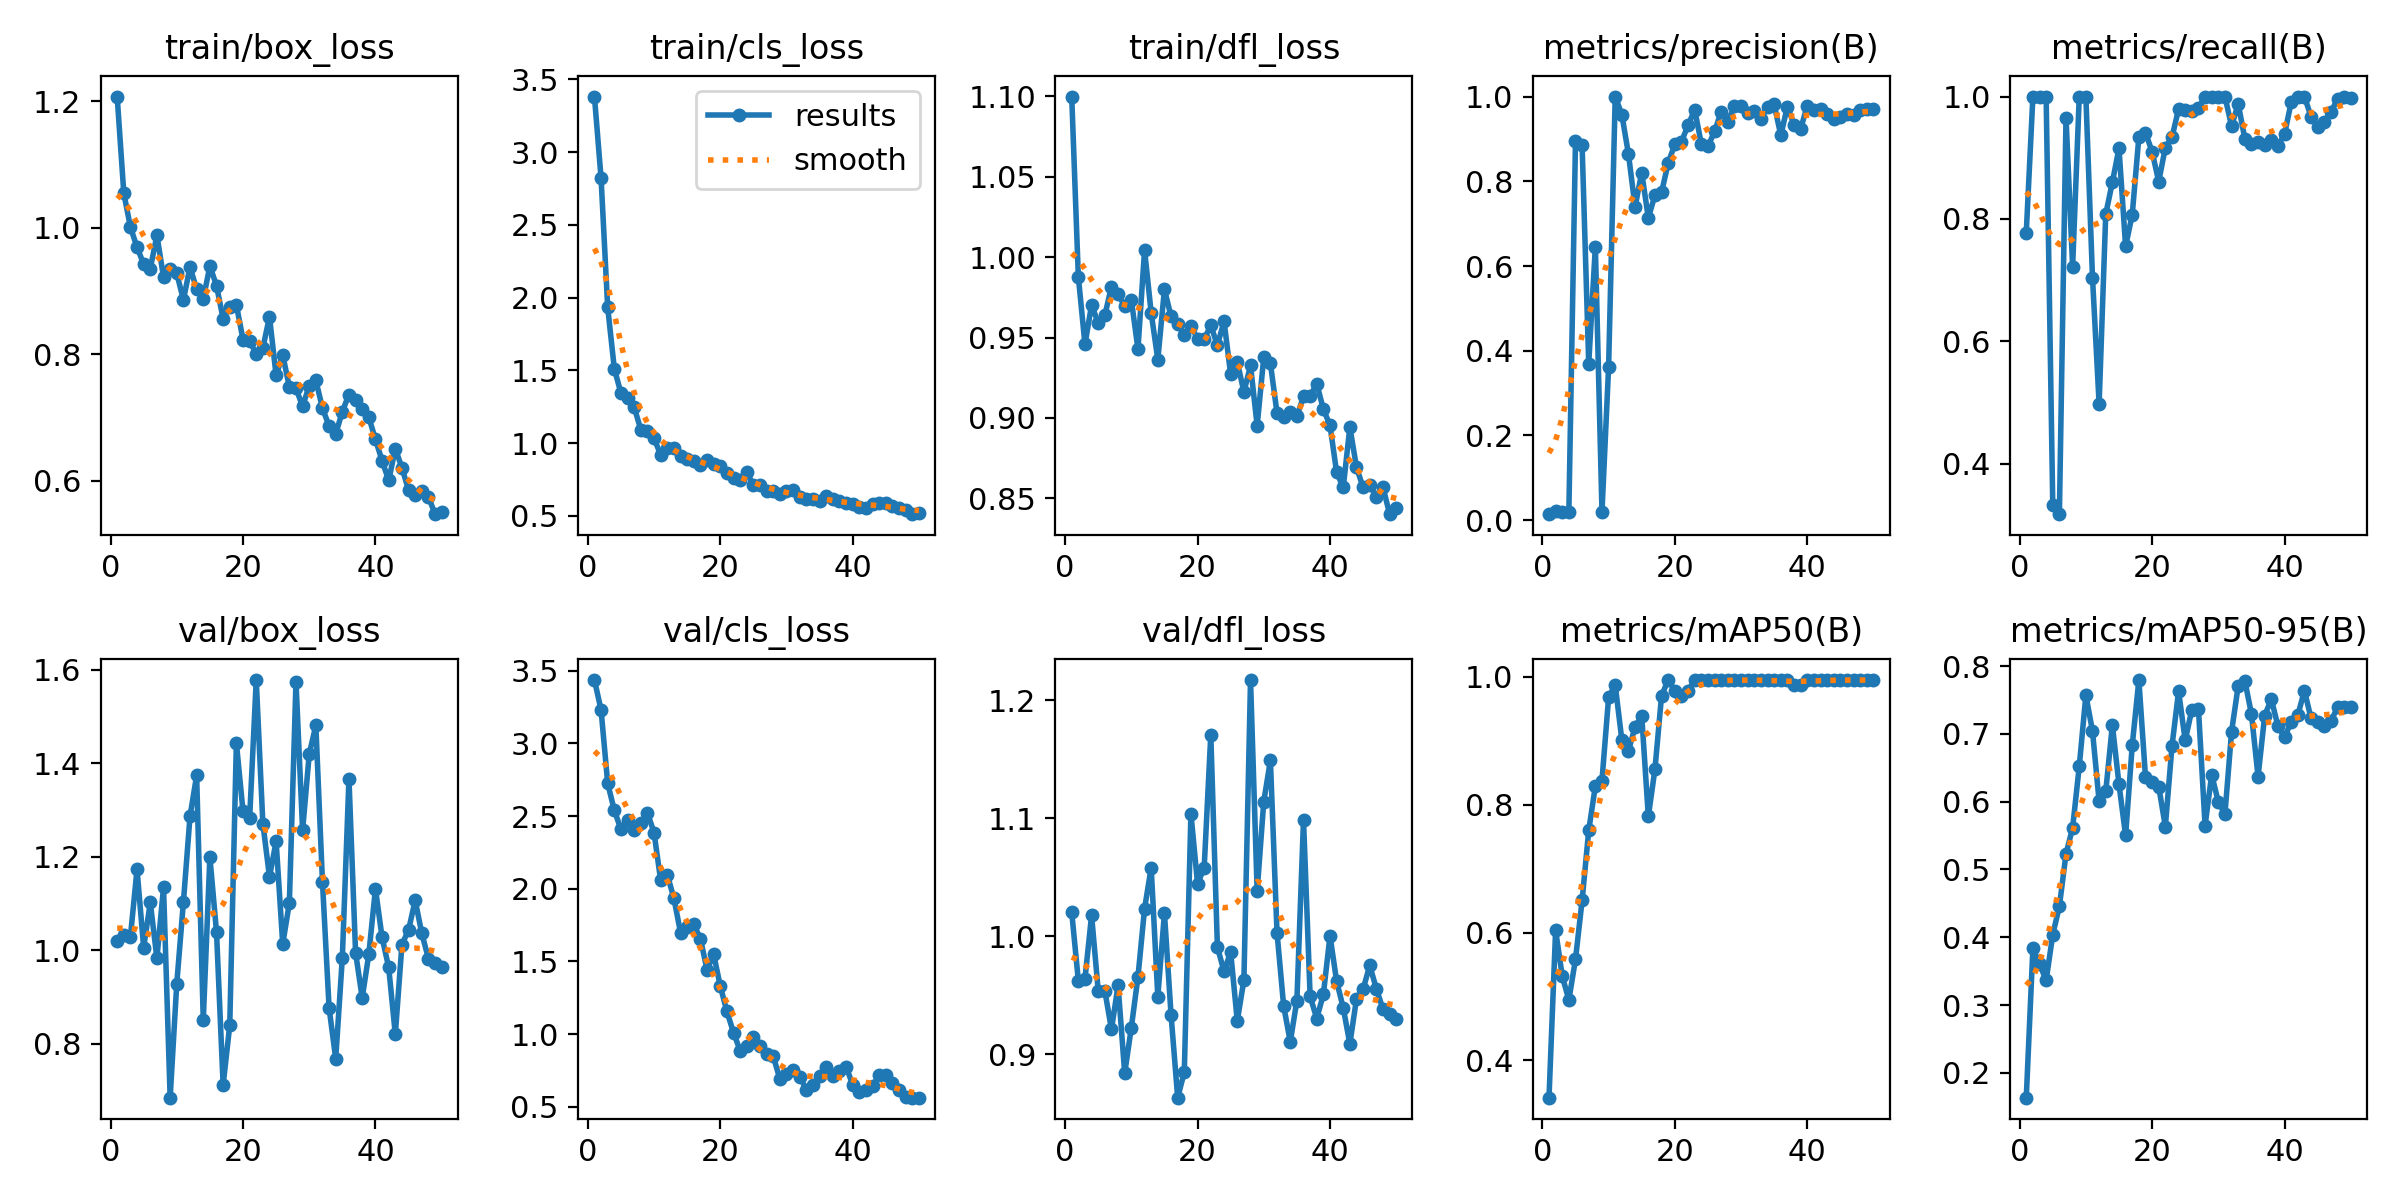 train/box_loss
1.2
1.0
0.8
0.6
0 20 40
train/cls_loss
results
smooth
3.5
3.0
2.5
2.0
1.5
1.0
0.5
0 20 40
train/dfl_loss
1.10
1.05
1.00
0.95
0.90
0.85
0 20 40
metrics/precision(B)
1.0
0.8
0.6
0.4
0.2
0.0
0 20 40
metrics/recall(B)
1.0
0.8
0.6
0.4
0 20 40
val/box_loss
1.6
1.4
1.2
1.0
0.8
0 20 40
val/cls_loss
3.5
3.0
2.5
2.0
1.5
1.0
0.5
0 20 40
val/dfl_loss
1.2
1.1
1.0
0.9
0 20 40
metrics/mAP50(B)
1.0
0.8
0.6
0.4
0 20 40
metrics/mAP50-95(B)
0.8
0.7
0.6
0.5
0.4
0.3
0.2
0 20 40